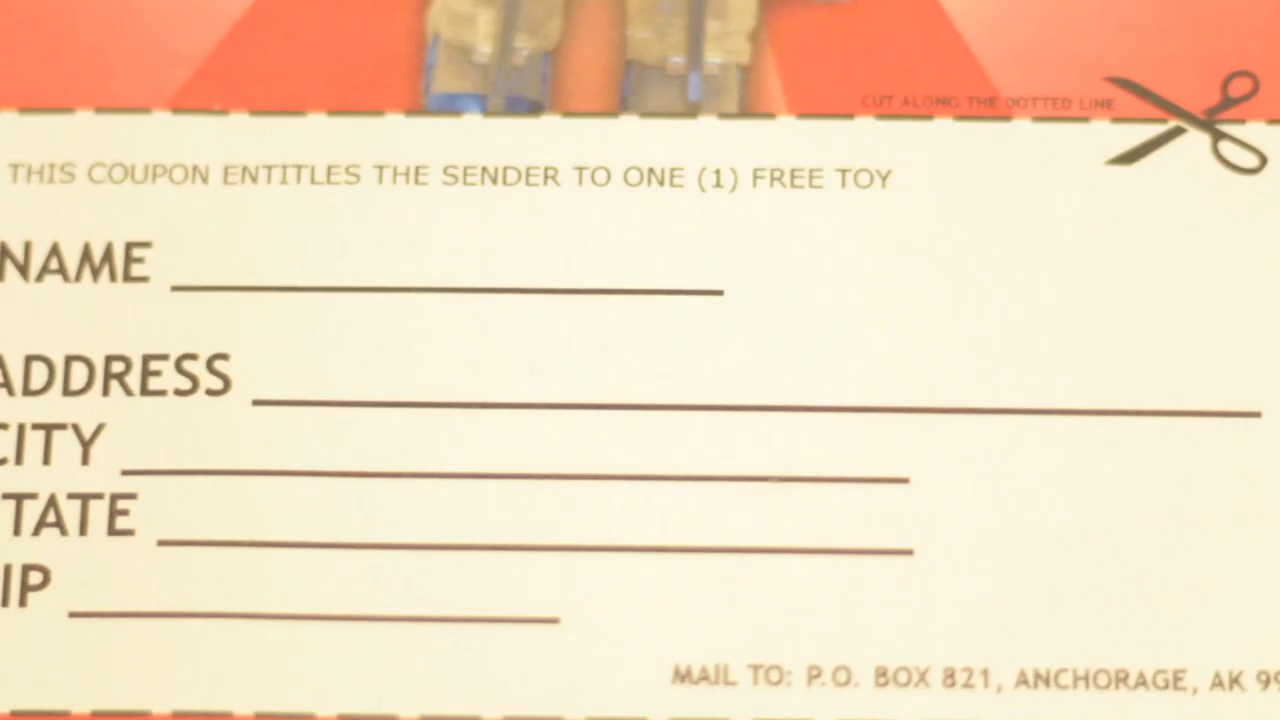 CUT ALONG THE DOTTED LINE
THIS COUPON ENTITLES THE SENDER TO ONE (1) FREE TOY
NAME
ADDRESS
CITY
TATE
IP
MAIL TO: P.O. BOX 821, ANCHORAGE, AK 99